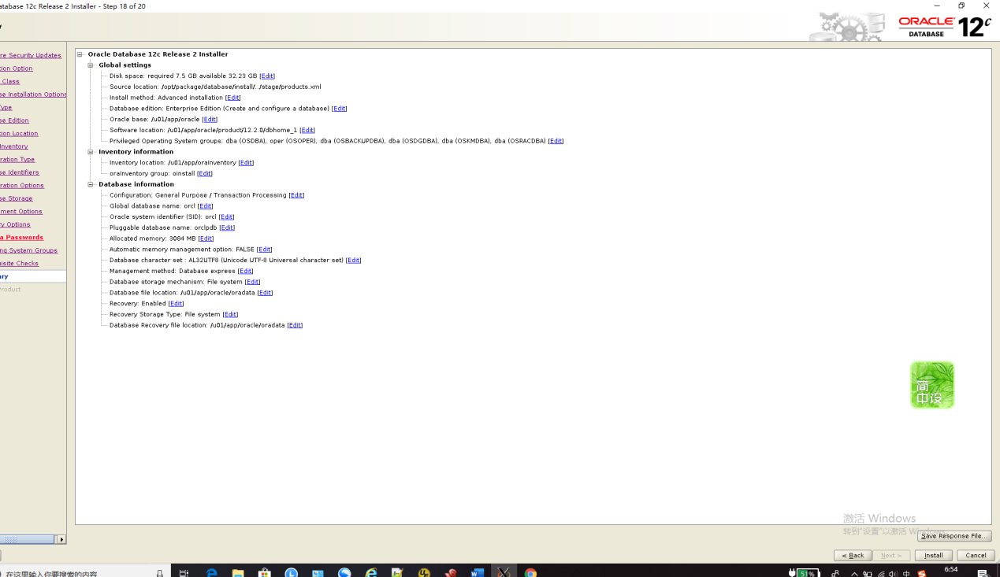 atabase 12c Release 2 Installer - Step 18 of 20
ORACLE
DATABASE
12c
re Security Updates
tion Option
Class
se Installation Options
ype
se Edition
tion Location
Inventory
ration Type
se Identifiers
ration Options
se Storage
ment Options
ry Options
a Passwords
ng System Groups
isite Checks
ry
Product
Oracle Database 12c Release 2 Installer
Global settings
Disk space: required 7.5 GB available 32.23 GB [Edit]
Source location: /opt/package/database/install/../stage/products.xml
Install method: Advanced installation [Edit]
Database edition: Enterprise Edition (Create and configure a database) [Edit]
Oracle base: /u01/app/oracle [Edit]
Software location: /u01/app/oracle/product/12.2.0/dbhome_1 [Edit]
Privileged Operating System groups: dba (OSDBA), oper (OSOPER), dba (OSBACKUPDBA), dba (OSDGDBA), dba (OSKMDBA), dba (OSRACDBA) [Edit]
Inventory information
Inventory location: /u01/app/oraInventory [Edit]
oraInventory group: oinstall [Edit]
Database information
Configuration: General Purpose / Transaction Processing [Edit]
Global database name: orcl [Edit]
Oracle system identifier (SID): orcl [Edit]
Pluggable database name: orclpdb [Edit]
Allocated memory: 3084 MB [Edit]
Automatic memory management option: FALSE [Edit]
Database character set : AL32UTF8 (Unicode UTF-8 Universal character set) [Edit]
Management method: Database express [Edit]
Database storage mechanism: File system [Edit]
Database file location: /u01/app/oracle/oradata [Edit]
Recovery: Enabled [Edit]
Recovery Storage Type: File system [Edit]
Database Recovery file location: /u01/app/oracle/oradata [Edit]
简
中设
激活 Windows
转到"设置"以激活 Windows。
Save Response File...
< Back
Next >
Install
Cancel
在这里输入你要搜索的内容
51%
中
6:54